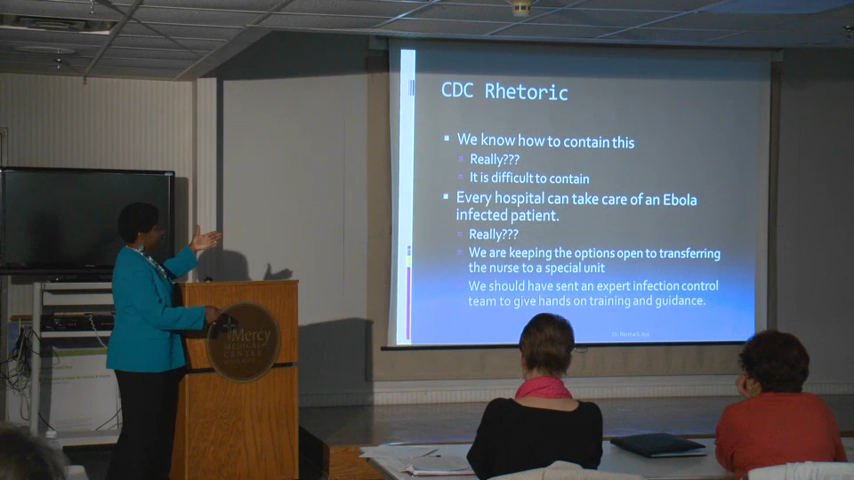 CDC Rhetoric
We know how to contain this
Really???
It is difficult to contain
Every hospital can take care of an Ebola
infected patient.
Really???
We are keeping the options open to transferring
the nurse to a special unit
We should have sent an expert infection control
team to give hands on training and guidance.
Mercy
MEDICAL
CENTER